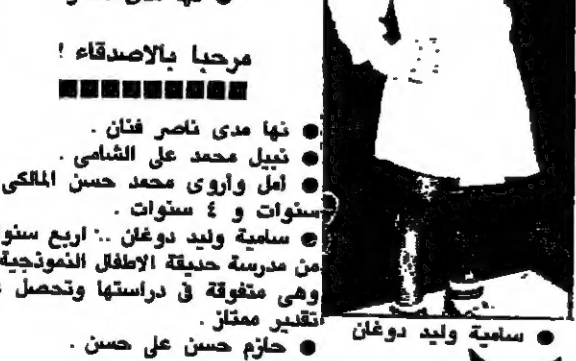 مرحبا بالاصدقاء !
● نها مدى ناصر فنان .
● نبيل محمد على الشامى .
● أمل وأروى محمد حسن المالكى
سنوات و ٤ سنوات .
● سامية وليد دوغان .. اربع سنو
من مدرسة حديقة الاطفال النموذجية
وهى متفوقة فى دراستها وتحصل
تقدير ممتاز .
● حازم حسن على حسن .
● سامية وليد دوغان